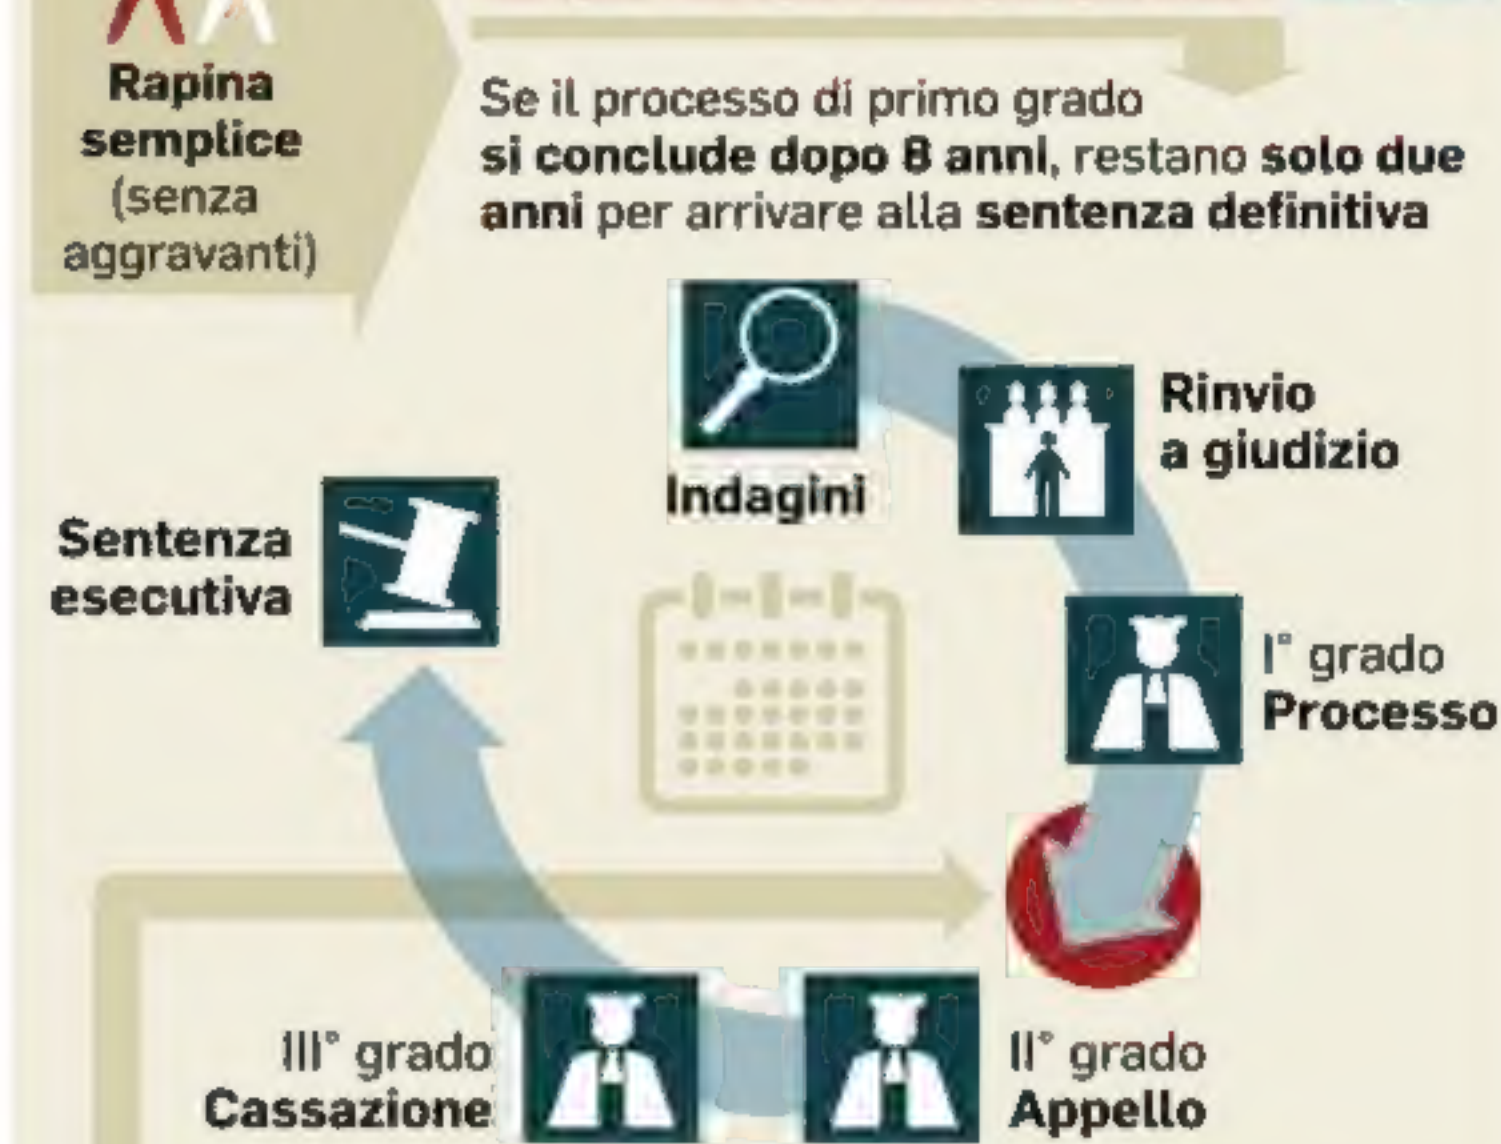 Rapina
semplice
(senza
aggravanti)
Se il processo di primo grado
si conclude dopo 8 anni, restano solo due
anni per arrivare alla sentenza definitiva
Indagini
Rinvio
a giudizio
Sentenza
esecutiva
I° grado
Processo
III° grado
Cassazione
II° grado
Appello